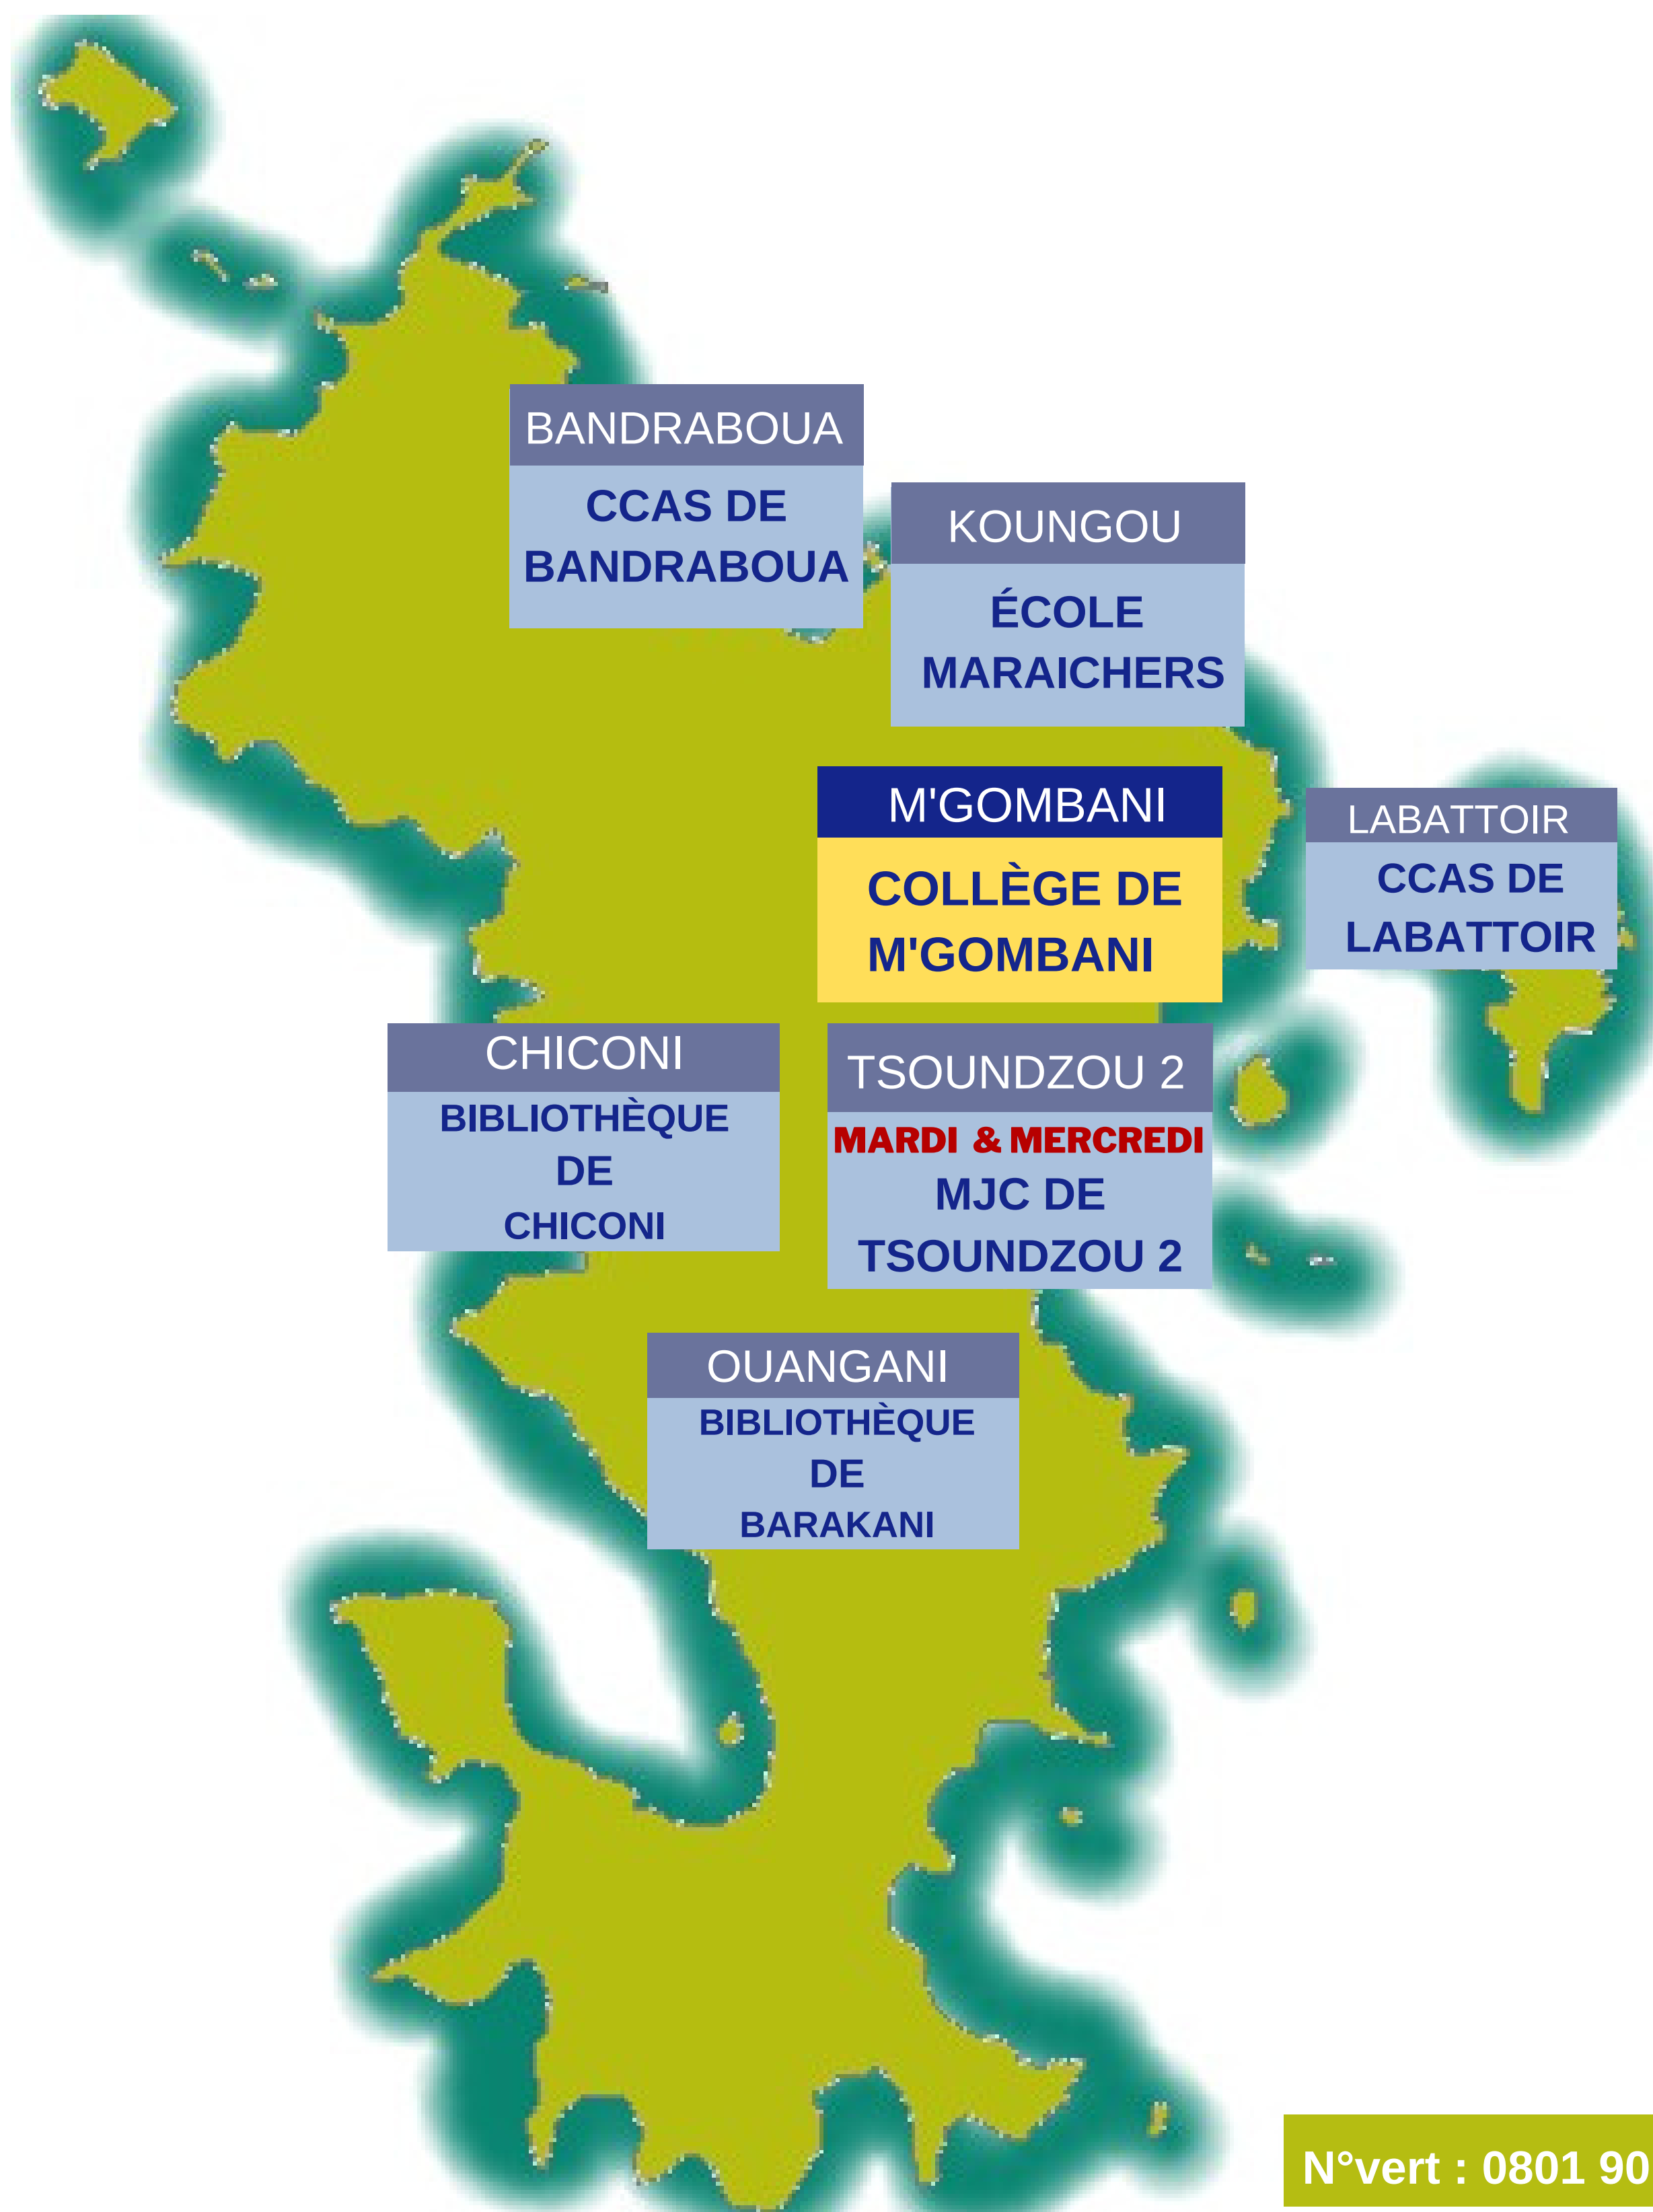 BANDRABOUA
CCAS DE
BANDRABOUA
KOUNGOU
ÉCOLE
MARAICHERS
M'GOMBANI
COLLÈGE DE
M'GOMBANI
LABATTOIR
CCAS DE
LABATTOIR
CHICONI
BIBLIOTHÈQUE
DE
CHICONI
TSOUNDZOU 2
MARDI & MERCREDI
MJC DE
TSOUNDZOU 2
OUANGANI
BIBLIOTHÈQUE
DE
BARAKANI
N°vert : 0801 90